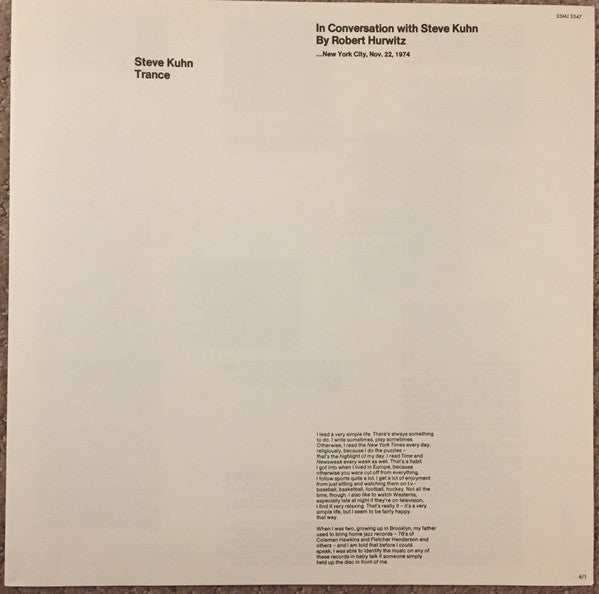 25MJ 3347
In Conversation with Steve Kuhn
By Robert Hurwitz
...New York City, Nov. 22, 1974
Steve Kuhn
Trance
I lead a very simple life. There's always something
to do. I write sometimes, play sometimes.
Otherwise, I read the New York Times every day,
religiously, because I do the puzzles –
that's the highlight of my day. I read Time and
Newsweek every week as well. That's a habit
I got into when I lived in Europe, because
otherwise you were cut off from everything.
I follow sports quite a lot. I get a lot of enjoyment
from just sitting and watching them on t.v. -
baseball, basketball, football, hockey. Not all the
time, though. I also like to watch Westerns,
especially late at night if they're on television;
I find it very relaxing. That's really it – it's a very
simple life, but I seem to be fairly happy
that way.
When I was two, growing up in Brooklyn, my father
used to bring home jazz records – 78's of
Coleman Hawkins and Fletcher Henderson and
others – and I am told that before I could
speak, I was able to identify the music on any of
these records in baby talk if someone simply
held up the disc in front of me.
4/1